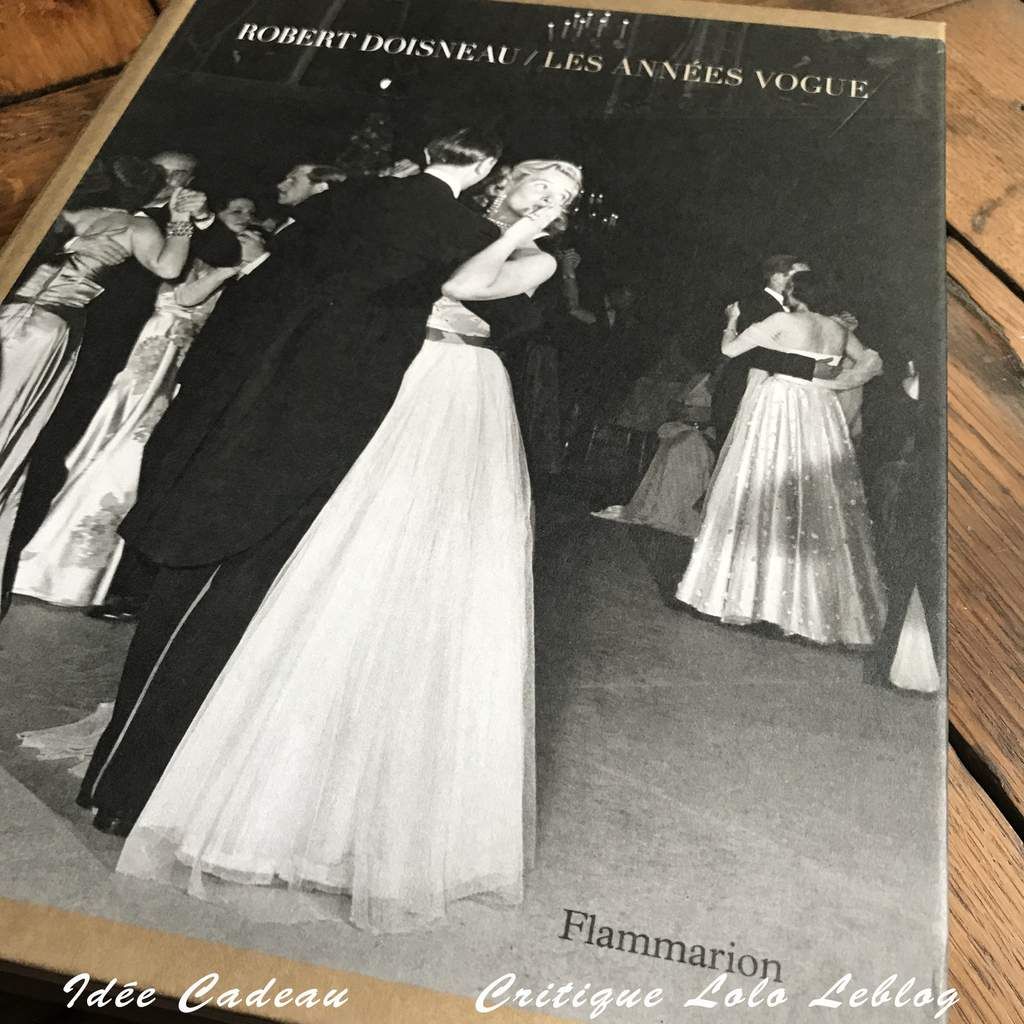 ROBERT DOISNEAU / LES ANNÉES VOGUE
Flammarion
Idée Cadeau Critique Lolo Leblog